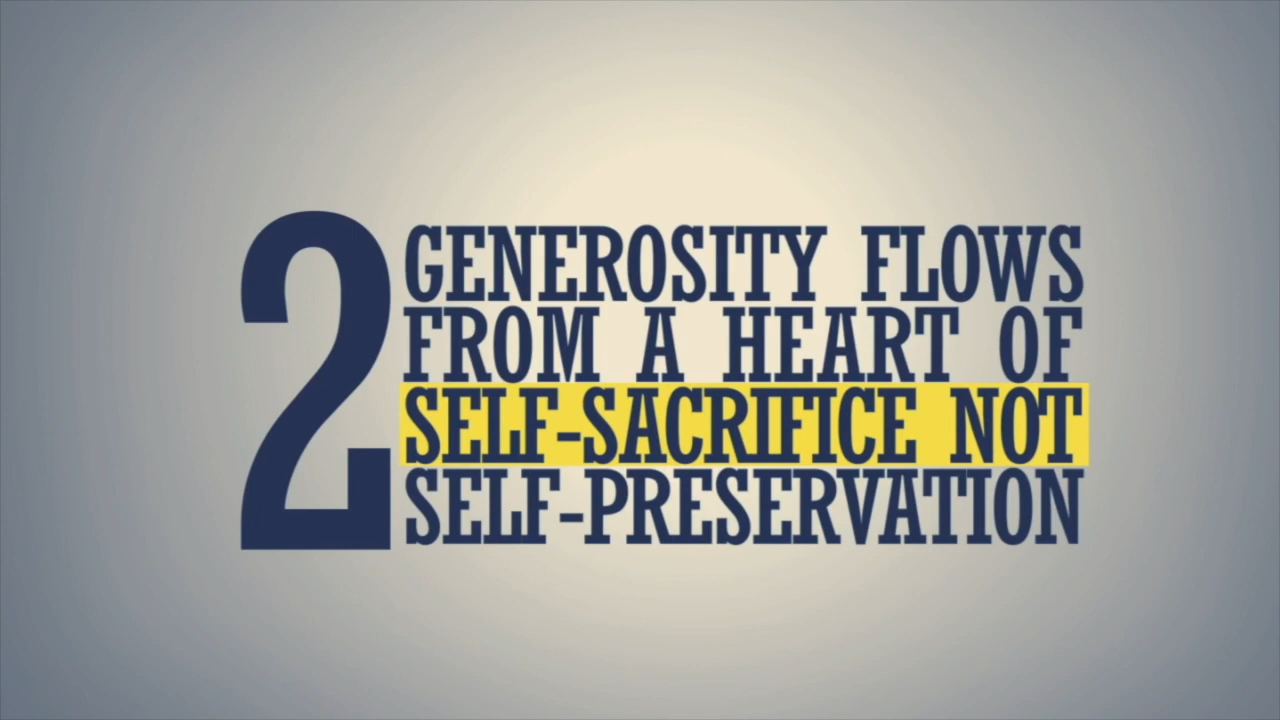 2
GENEROSITY FLOWS
FROM A HEART OF
SELF-SACRIFICE NOT
SELF-PRESERVATION